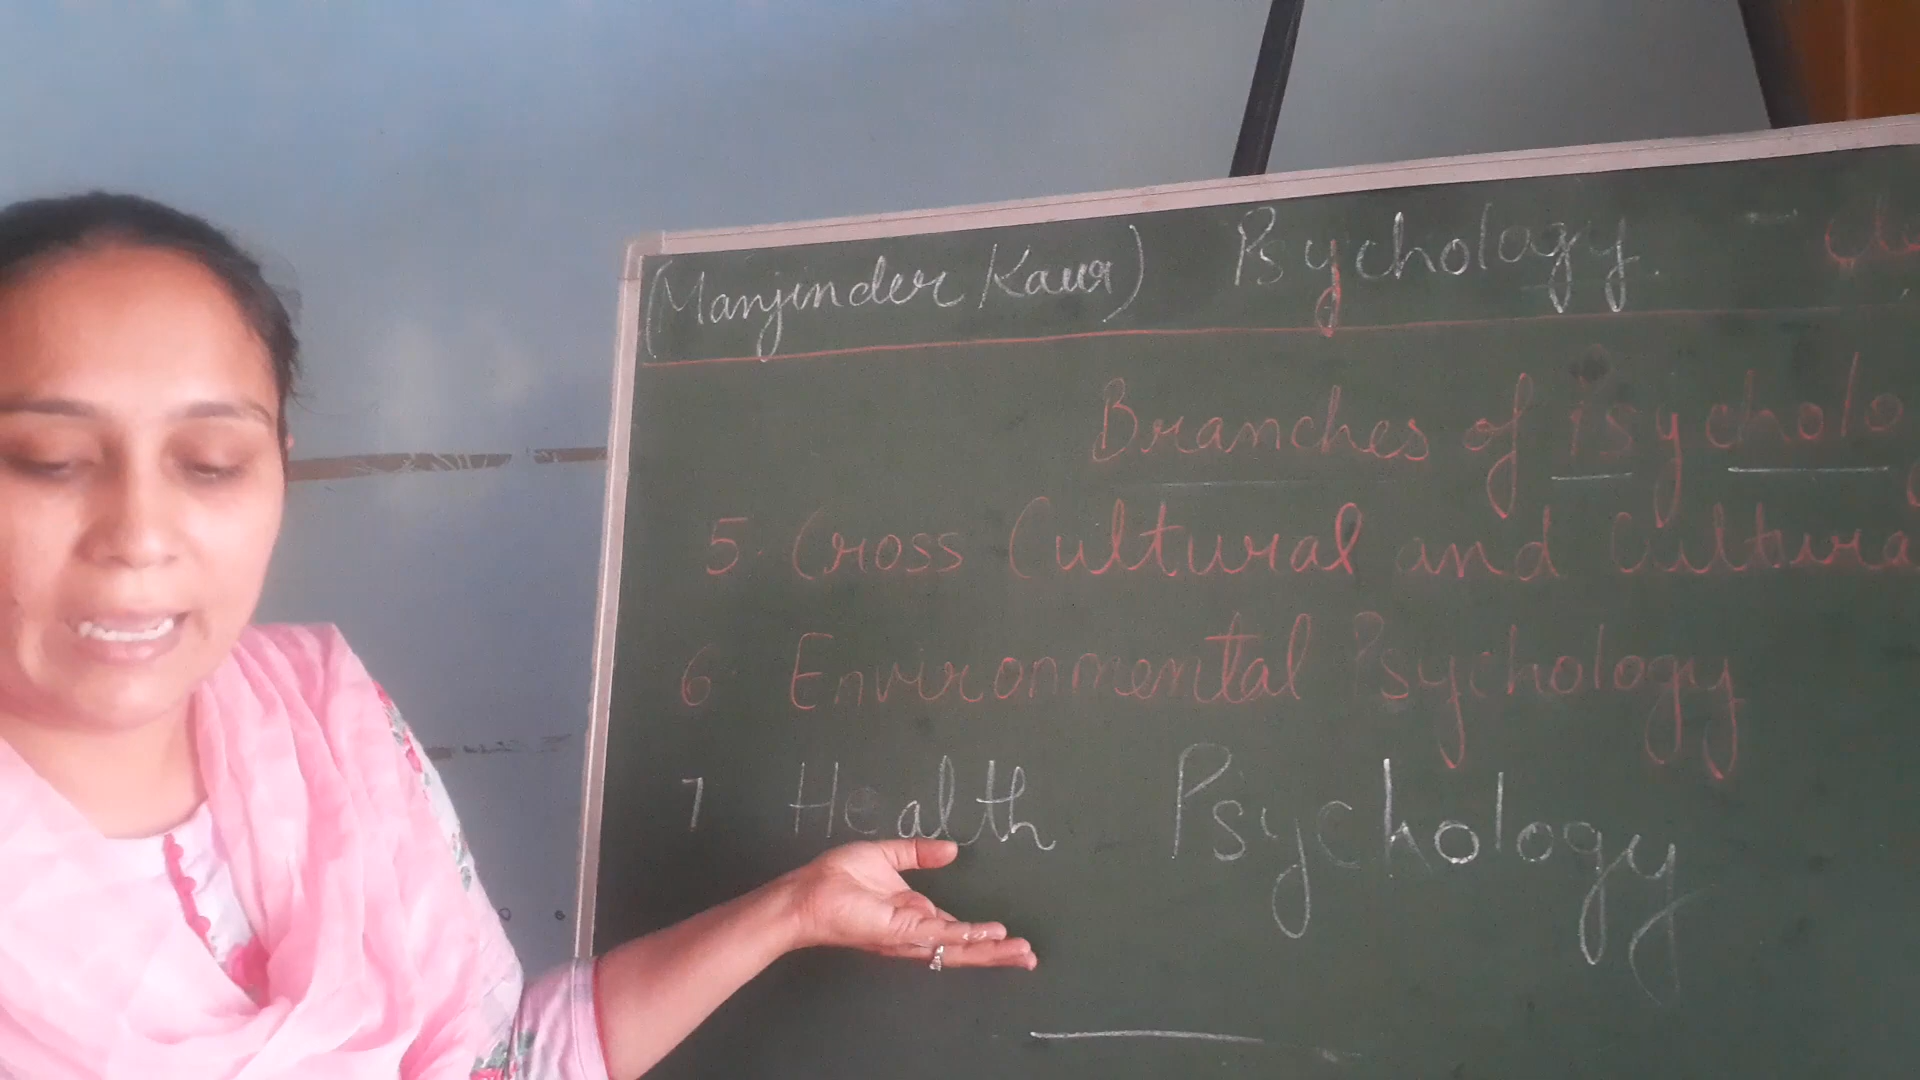 (Manjinder Kaur) Psychology -
Branches of Psycholo
5. Cross Cultural and Cultura
6 Environmental Psychology
7 Health Psychology